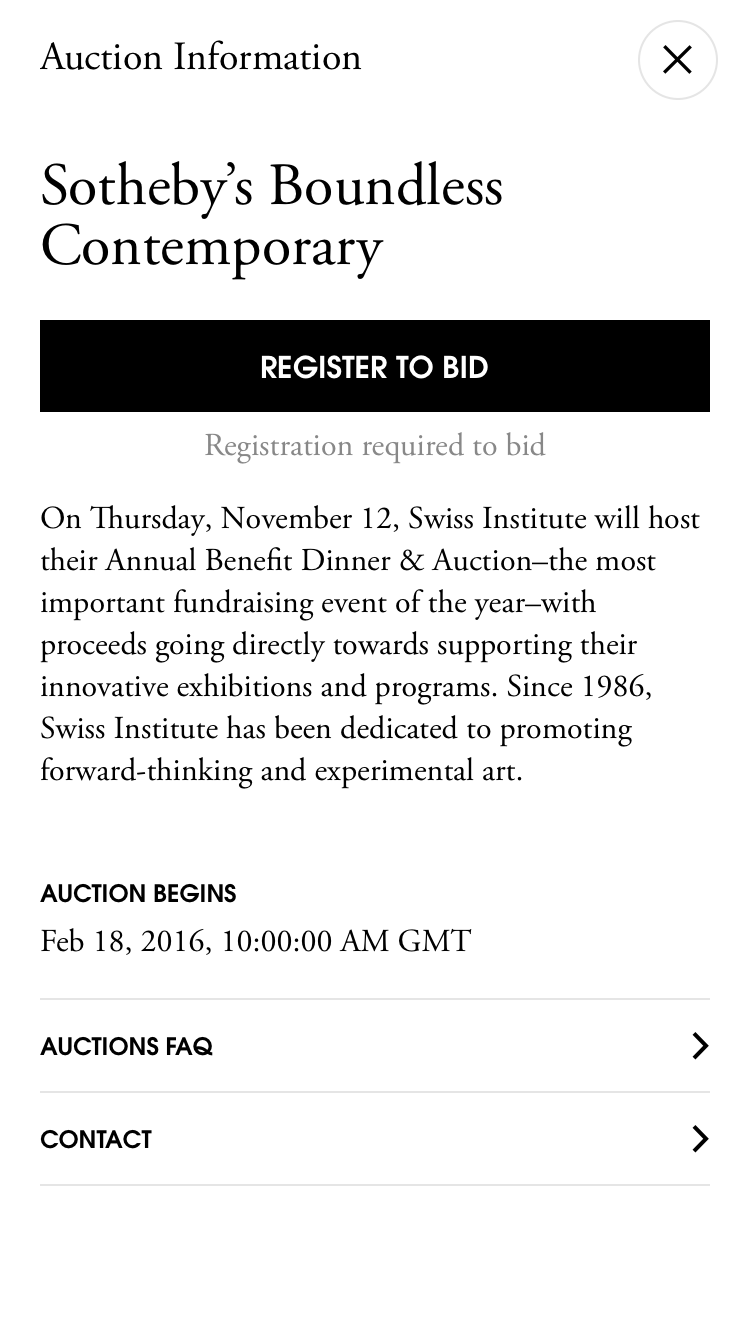 Auction Information
Sotheby’s Boundless
Contemporary
REGISTER TO BID
Registration required to bid
On Thursday, November 12, Swiss Institute will host
their Annual Benefit Dinner & Auction–the most
important fundraising event of the year–with
proceeds going directly towards supporting their
innovative exhibitions and programs. Since 1986,
Swiss Institute has been dedicated to promoting
forward-thinking and experimental art.
AUCTION BEGINS
Feb 18, 2016, 10:00:00 AM GMT
AUCTIONS FAQ
CONTACT